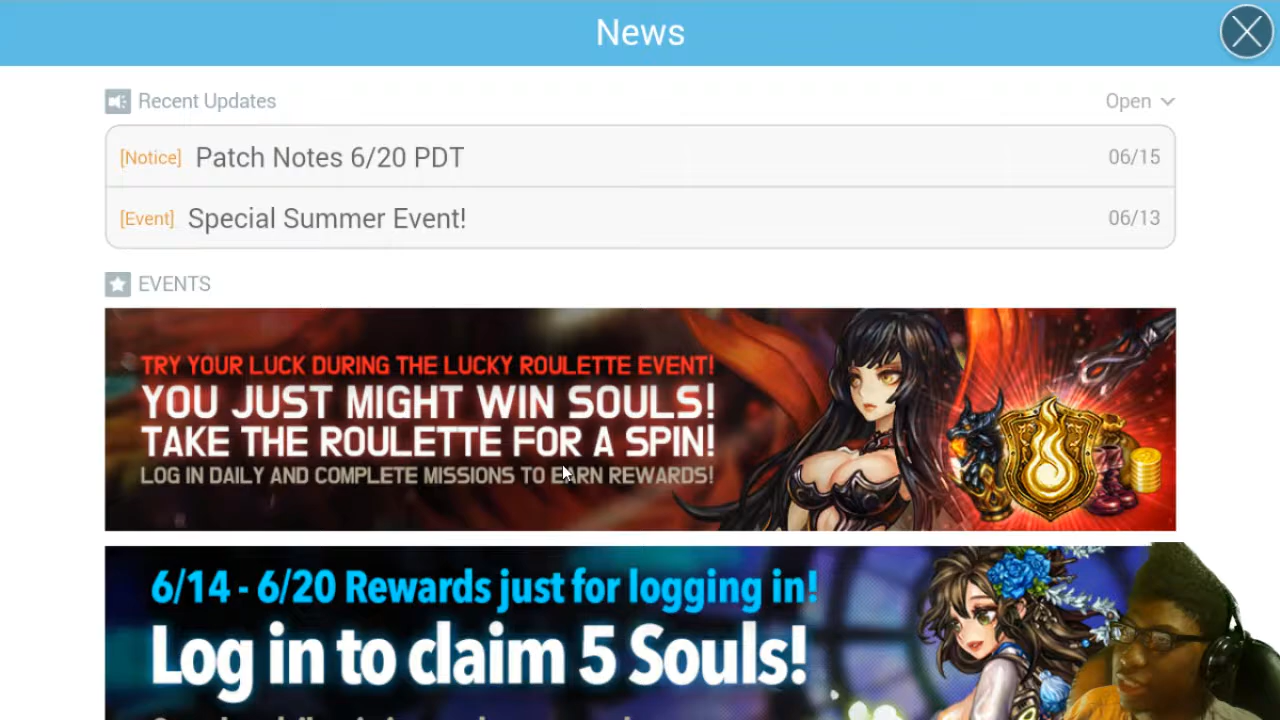 News
Recent Updates
Open
[Notice] Patch Notes 6/20 PDT 06/15
[Event] Special Summer Event! 06/13
EVENTS
TRY YOUR LUCK DURING THE LUCKY ROULETTE EVENT!
YOU JUST MIGHT WIN SOULS!
TAKE THE ROULETTE FOR A SPIN!
LOG IN DAILY AND COMPLETE MISSIONS TO EARN REWARDS!
6/14 - 6/20 Rewards just for logging in!
Log in to claim 5 Souls!